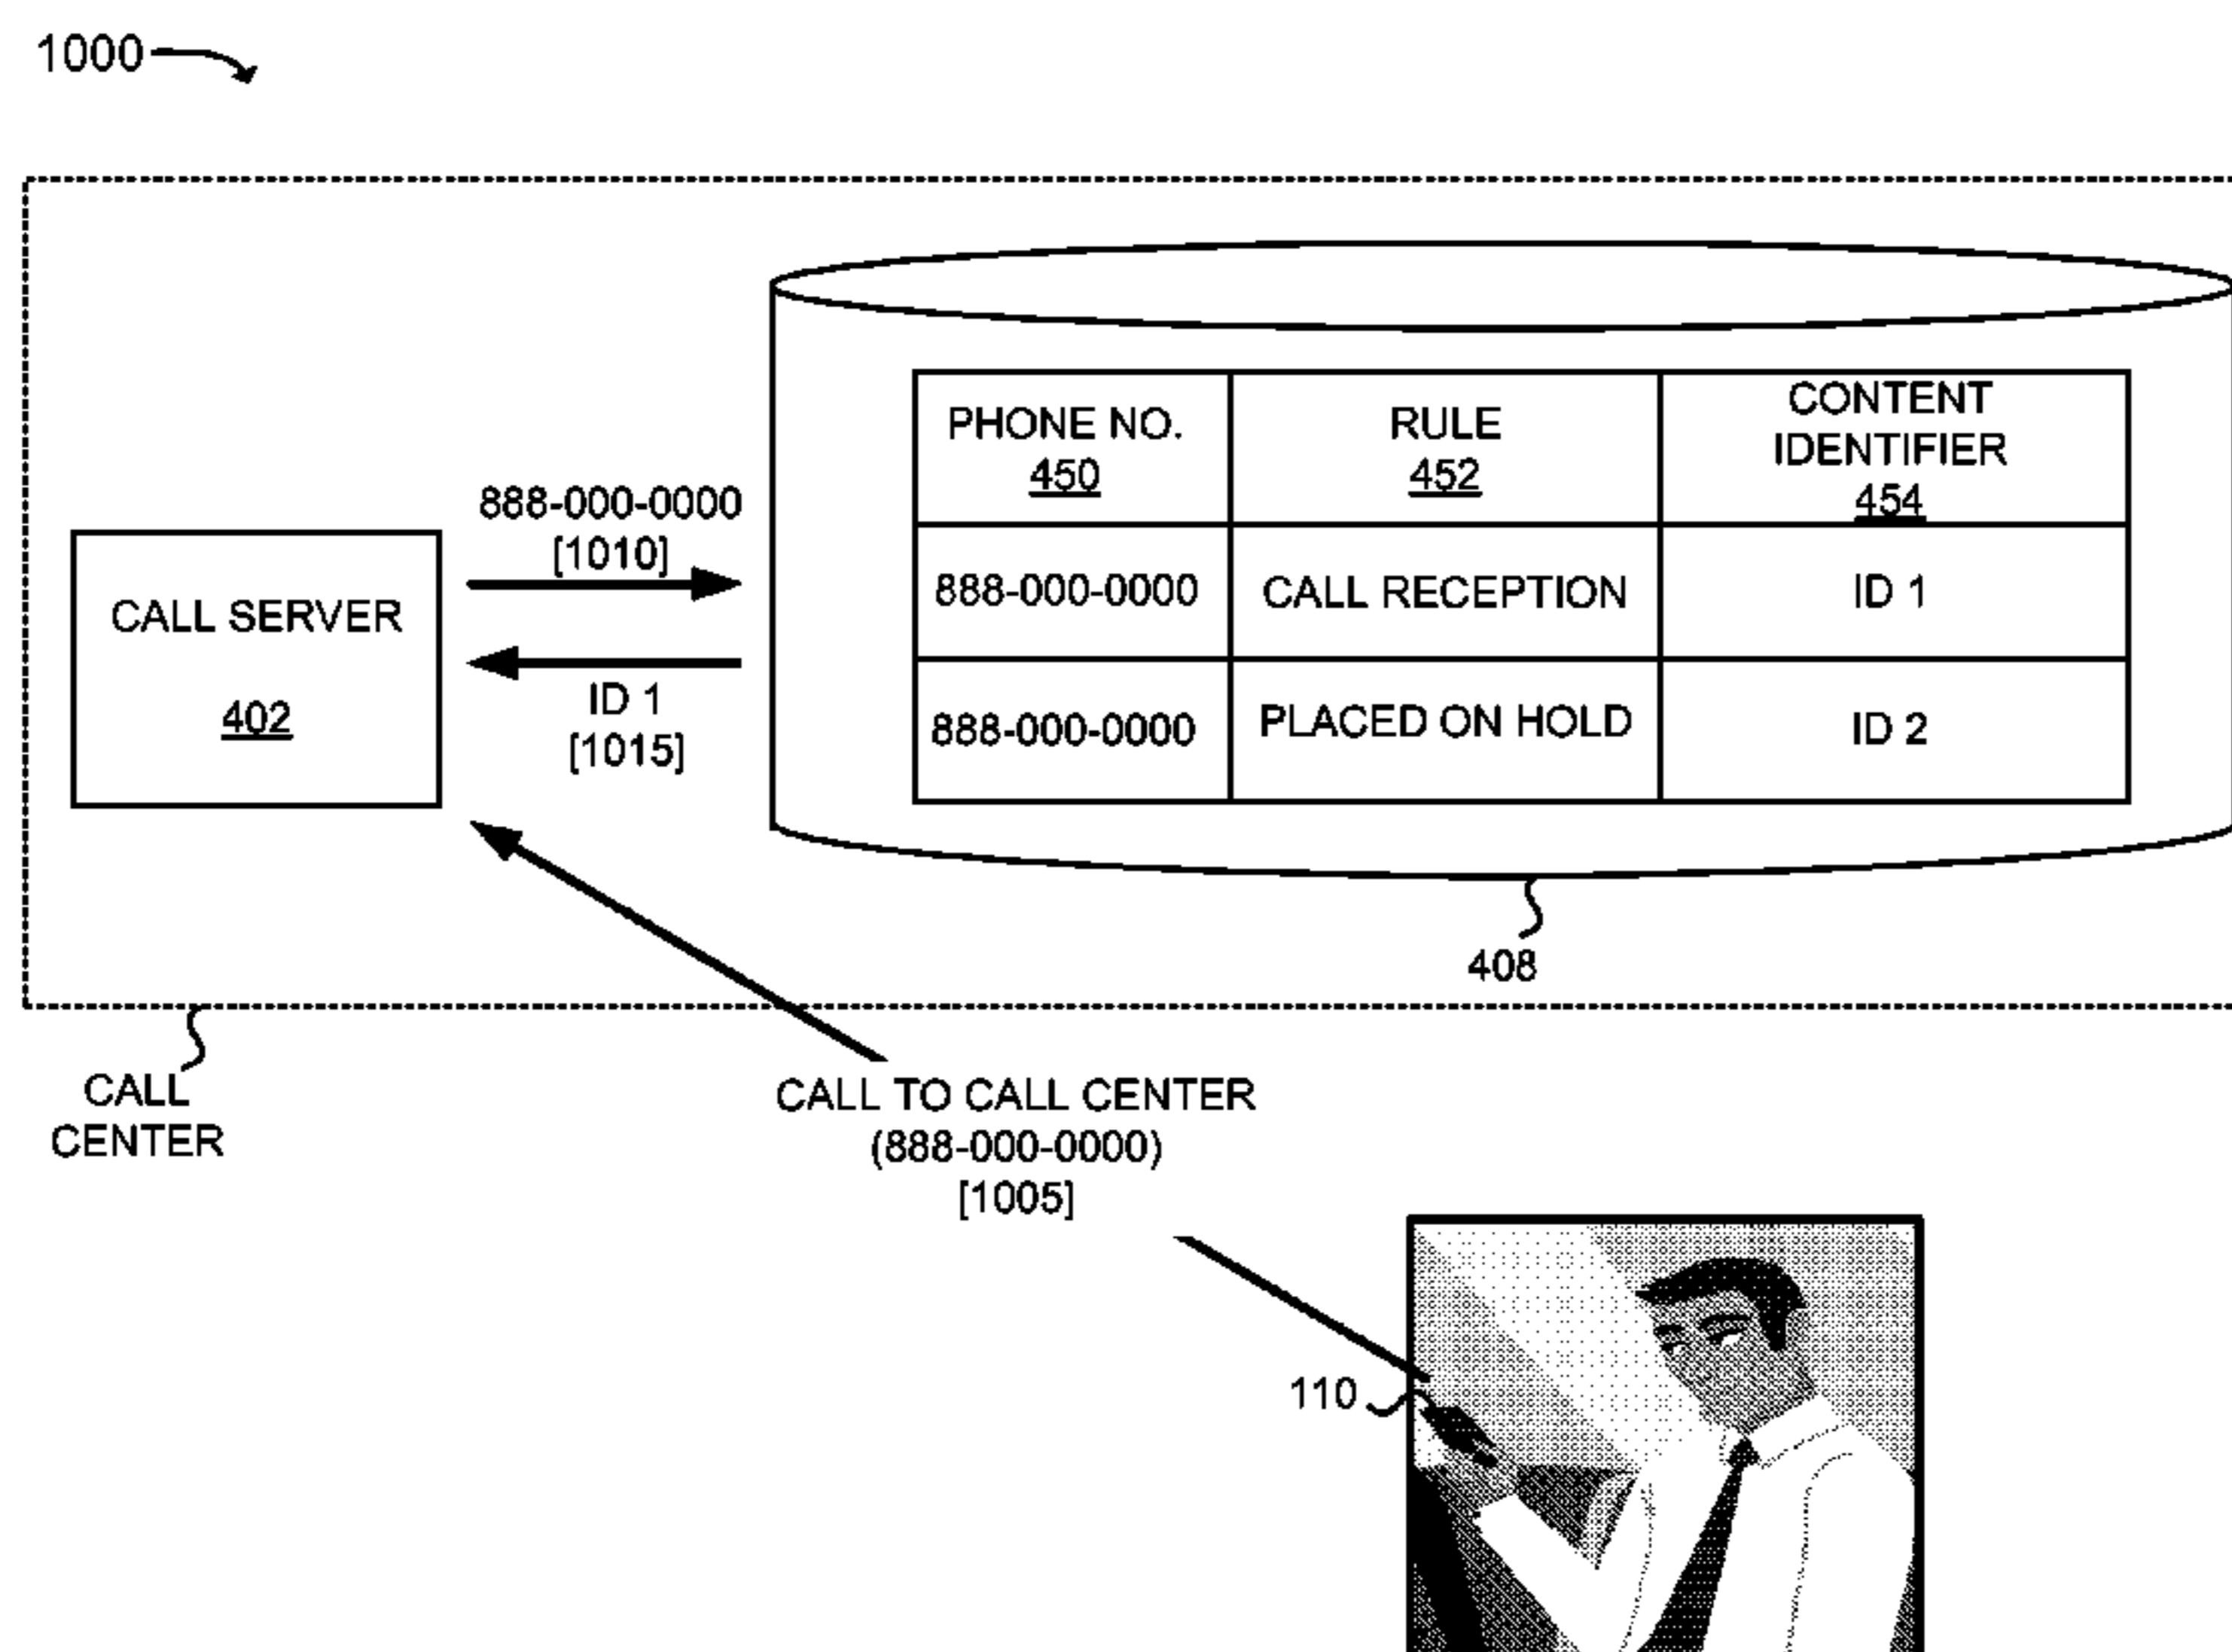 1000
888-000-0000
[1010]
CALL SERVER
402
ID 1
[1015]
PHONE NO.
450
RULE
452
CONTENT
IDENTIFIER
454
888-000-0000
CALL RECEPTION
ID 1
888-000-0000
PLACED ON HOLD
ID 2
408
CALL
CENTER
CALL TO CALL CENTER
(888-000-0000)
[1005]
110